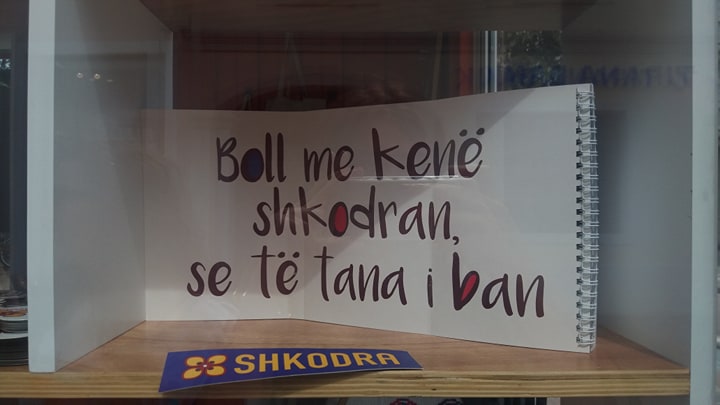 Boll me kenë
shkodran,
se të tana i ban
SHKODRA